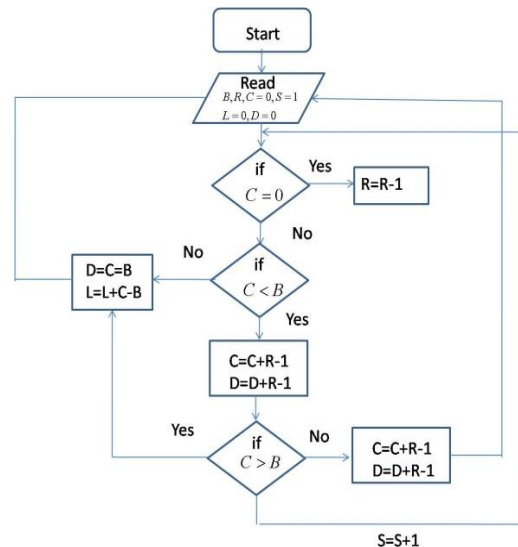 Start
Read
B,R,C=0,S=1
L=0,D=0
if
C=0
Yes
R=R-1
No
if
C<B
No
D=C=B
L=L+C-B
Yes
C=C+R-1
D=D+R-1
if
C>B
Yes
No
C=C+R-1
D=D+R-1
S=S+1